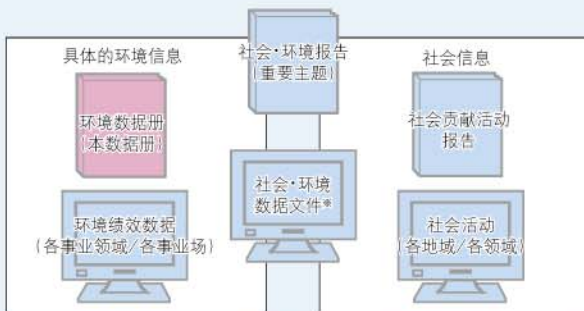 社会・环境报告
(重要主题)
具体的环境信息
社会信息
环境数据册
(本数据册)
社会贡献活动
报告
社会・环境
数据文件※
环境绩效数据
(各事业领域/各事业场)
社会活动
(各地域/各领域)